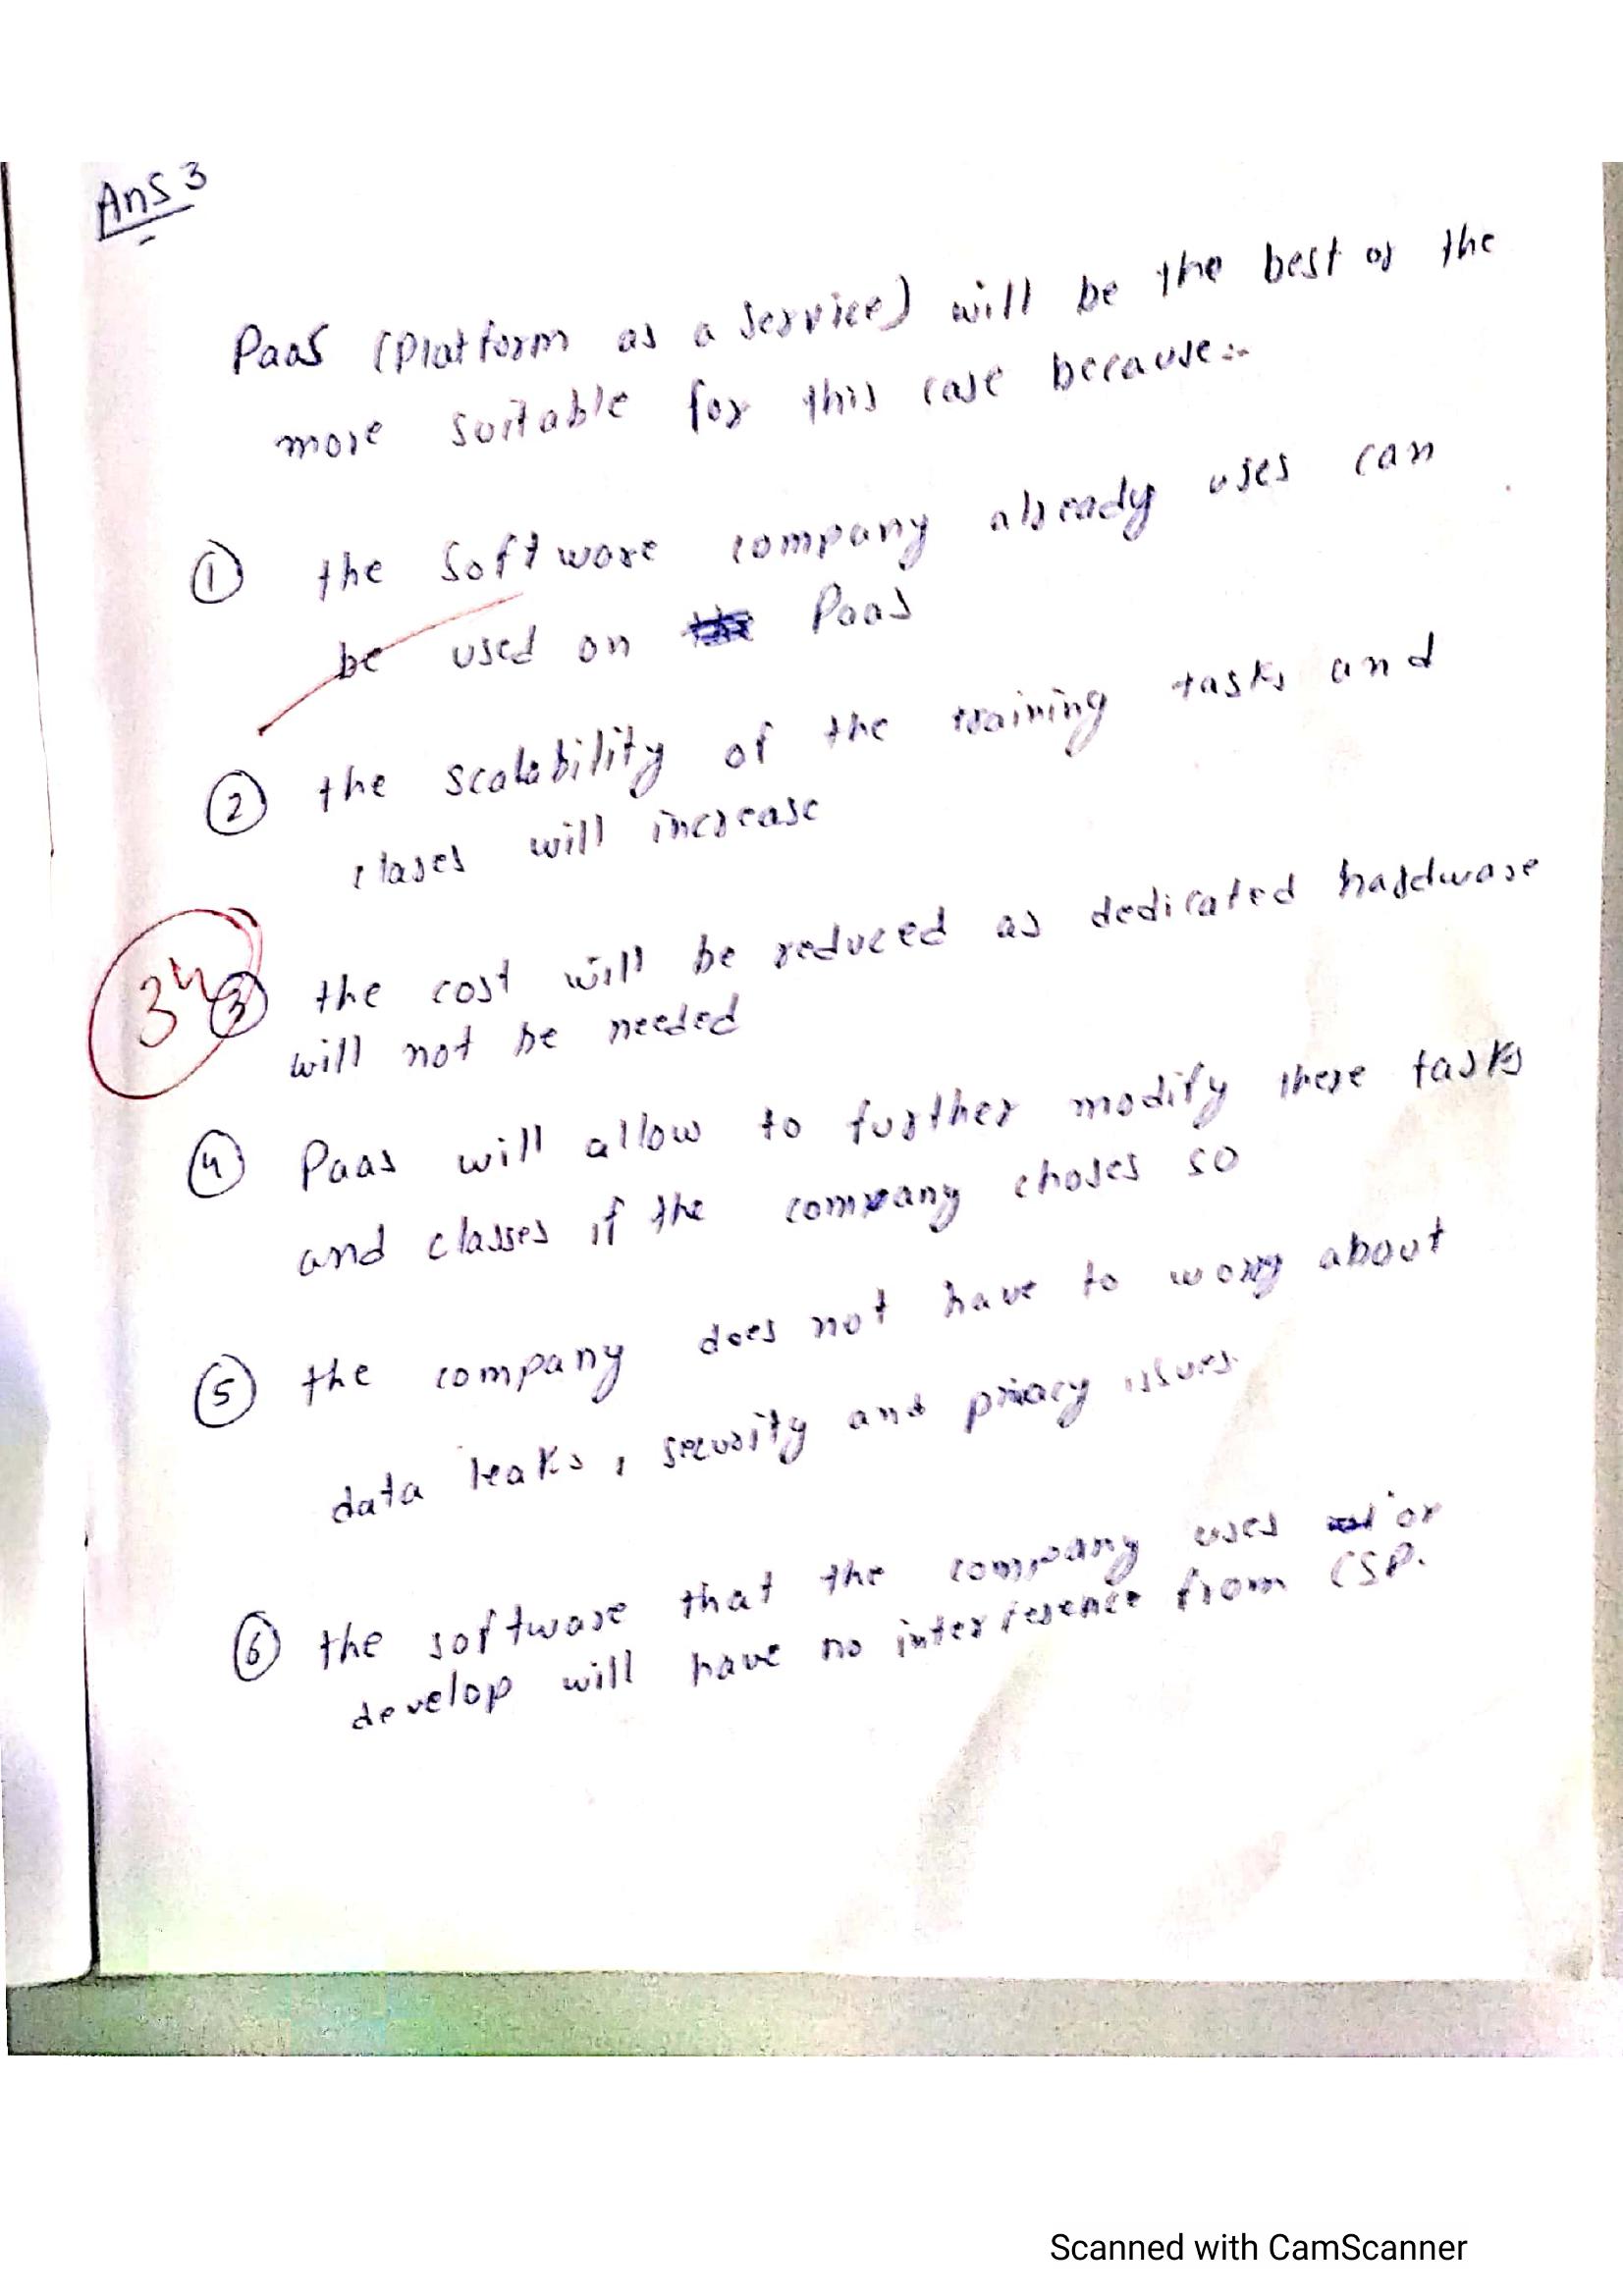 Ans 3
PaaS (Platform as a service) will be the best or the
more suitable for this case because:-
① the software company already uses can
be used on PaaS
② the scalability of the training tasks and
clases will increase
③ the cost will be reduced as dedicated hardware
will not be needed
④ Paas will allow to further modify these tasks
and classes if the company choses so
⑤ the company does not have to worry about
data leaks, security and privacy issues
⑥ the software that the company uses or
develop will have no interference from CSP.
Scanned with CamScanner